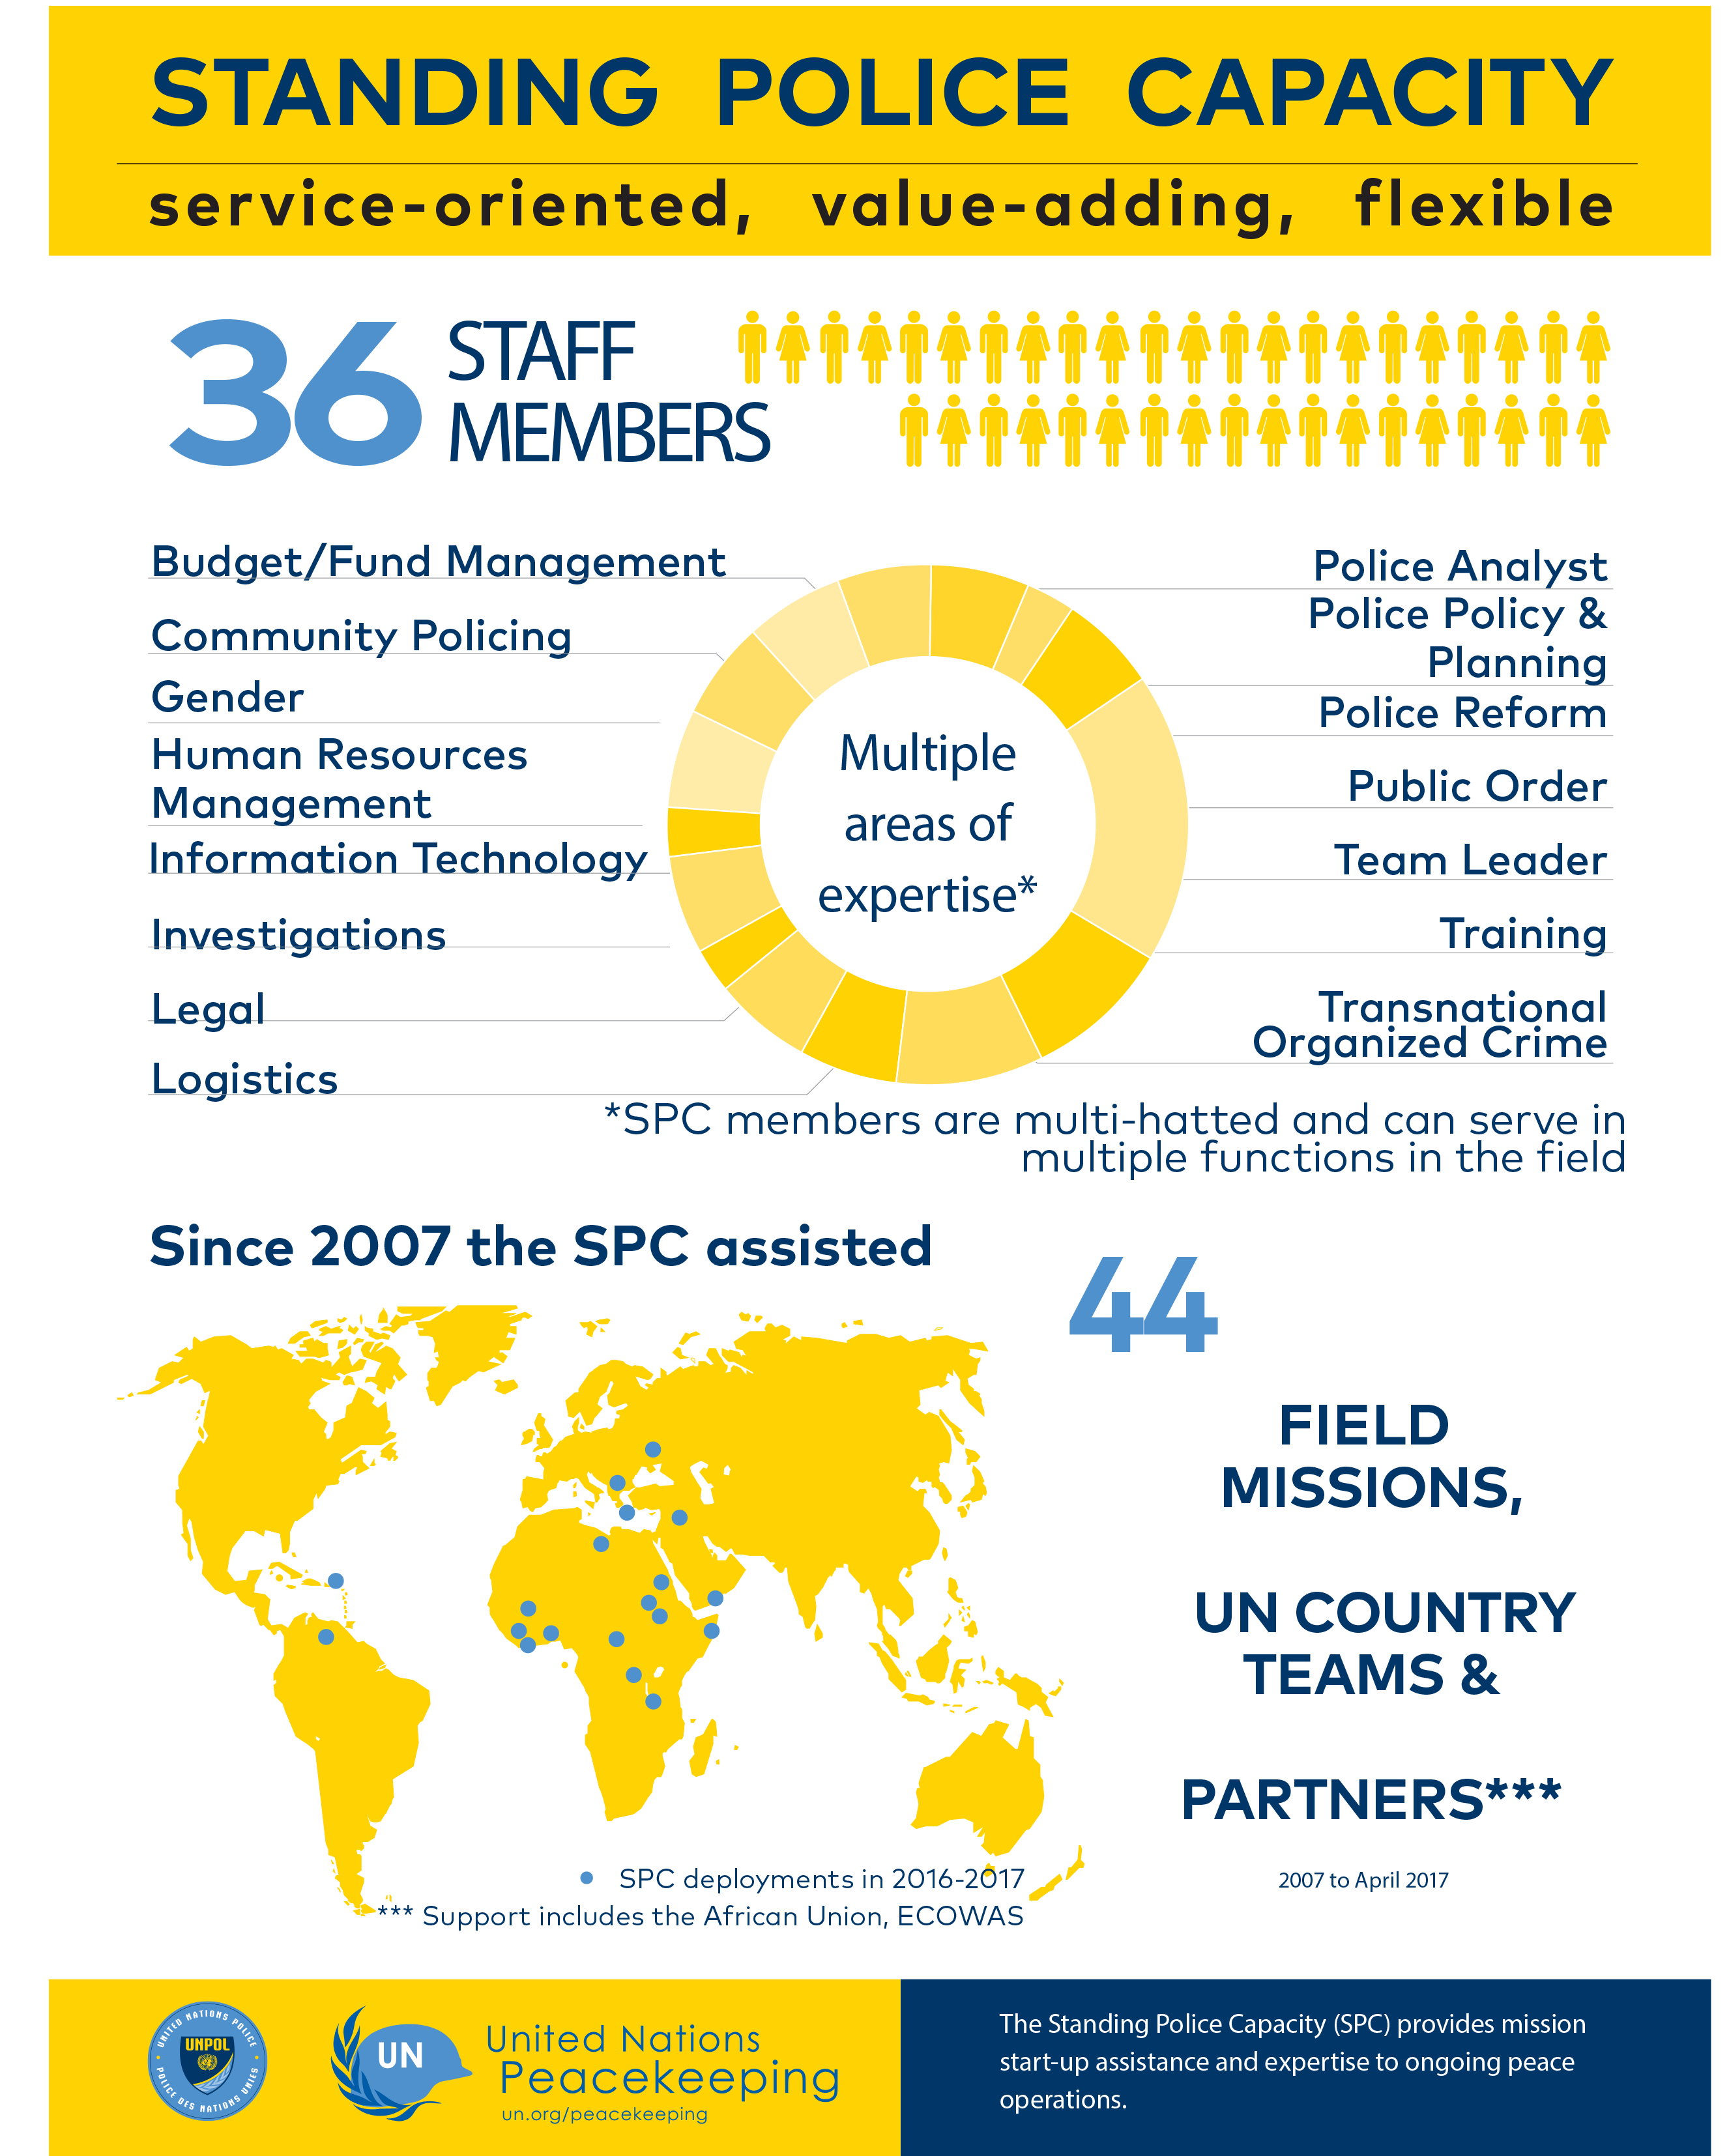 STANDING POLICE CAPACITY
service-oriented, value-adding, flexible
36 STAFF
MEMBERS
Budget/Fund Management
Community Policing
Gender
Human Resources
Management
Information Technology
Investigations
Legal
Logistics
Multiple
areas of
expertise*
Police Analyst
Police Policy &
Planning
Police Reform
Public Order
Team Leader
Training
Transnational
Organized Crime
*SPC members are multi-hatted and can serve in
multiple functions in the field
Since 2007 the SPC assisted
44
FIELD
MISSIONS,
UN COUNTRY
TEAMS &
PARTNERS***
2007 to April 2017
SPC deployments in 2016-2017
*** Support includes the African Union, ECOWAS
UNITED NATIONS POLICE
UNPOL
POLICE DES NATIONS UNIES
UN
United Nations
Peacekeeping
un.org/peacekeeping
The Standing Police Capacity (SPC) provides mission
start-up assistance and expertise to ongoing peace
operations.